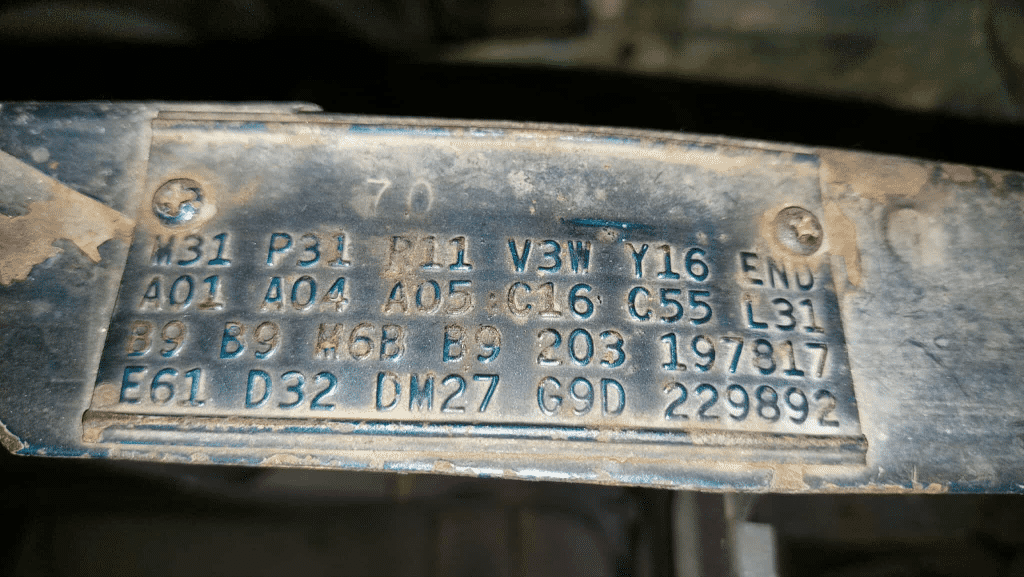 70
M31 P31 R11 V3W Y16 END
A01 A04 A05 C16 C55 L31
B9 B9 M6B B9 203 197817
E61 D32 DM27 G9D 229892